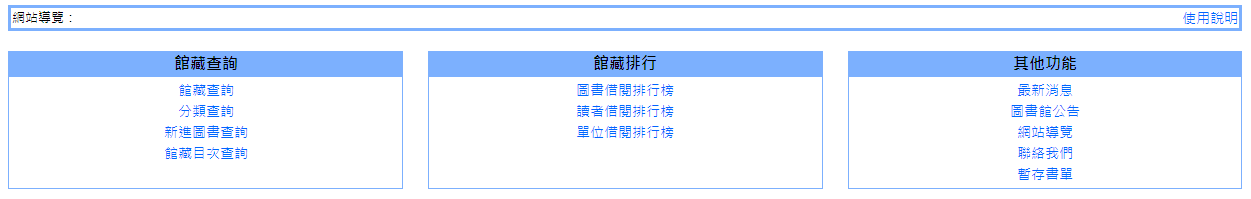 網站導覽： 使用說明
館藏查詢
館藏查詢
分類查詢
新進圖書查詢
館藏目次查詢
館藏排行
圖書借閱排行榜
讀者借閱排行榜
單位借閱排行榜
其他功能
最新消息
圖書館公告
網站導覽
聯絡我們
暫存書單